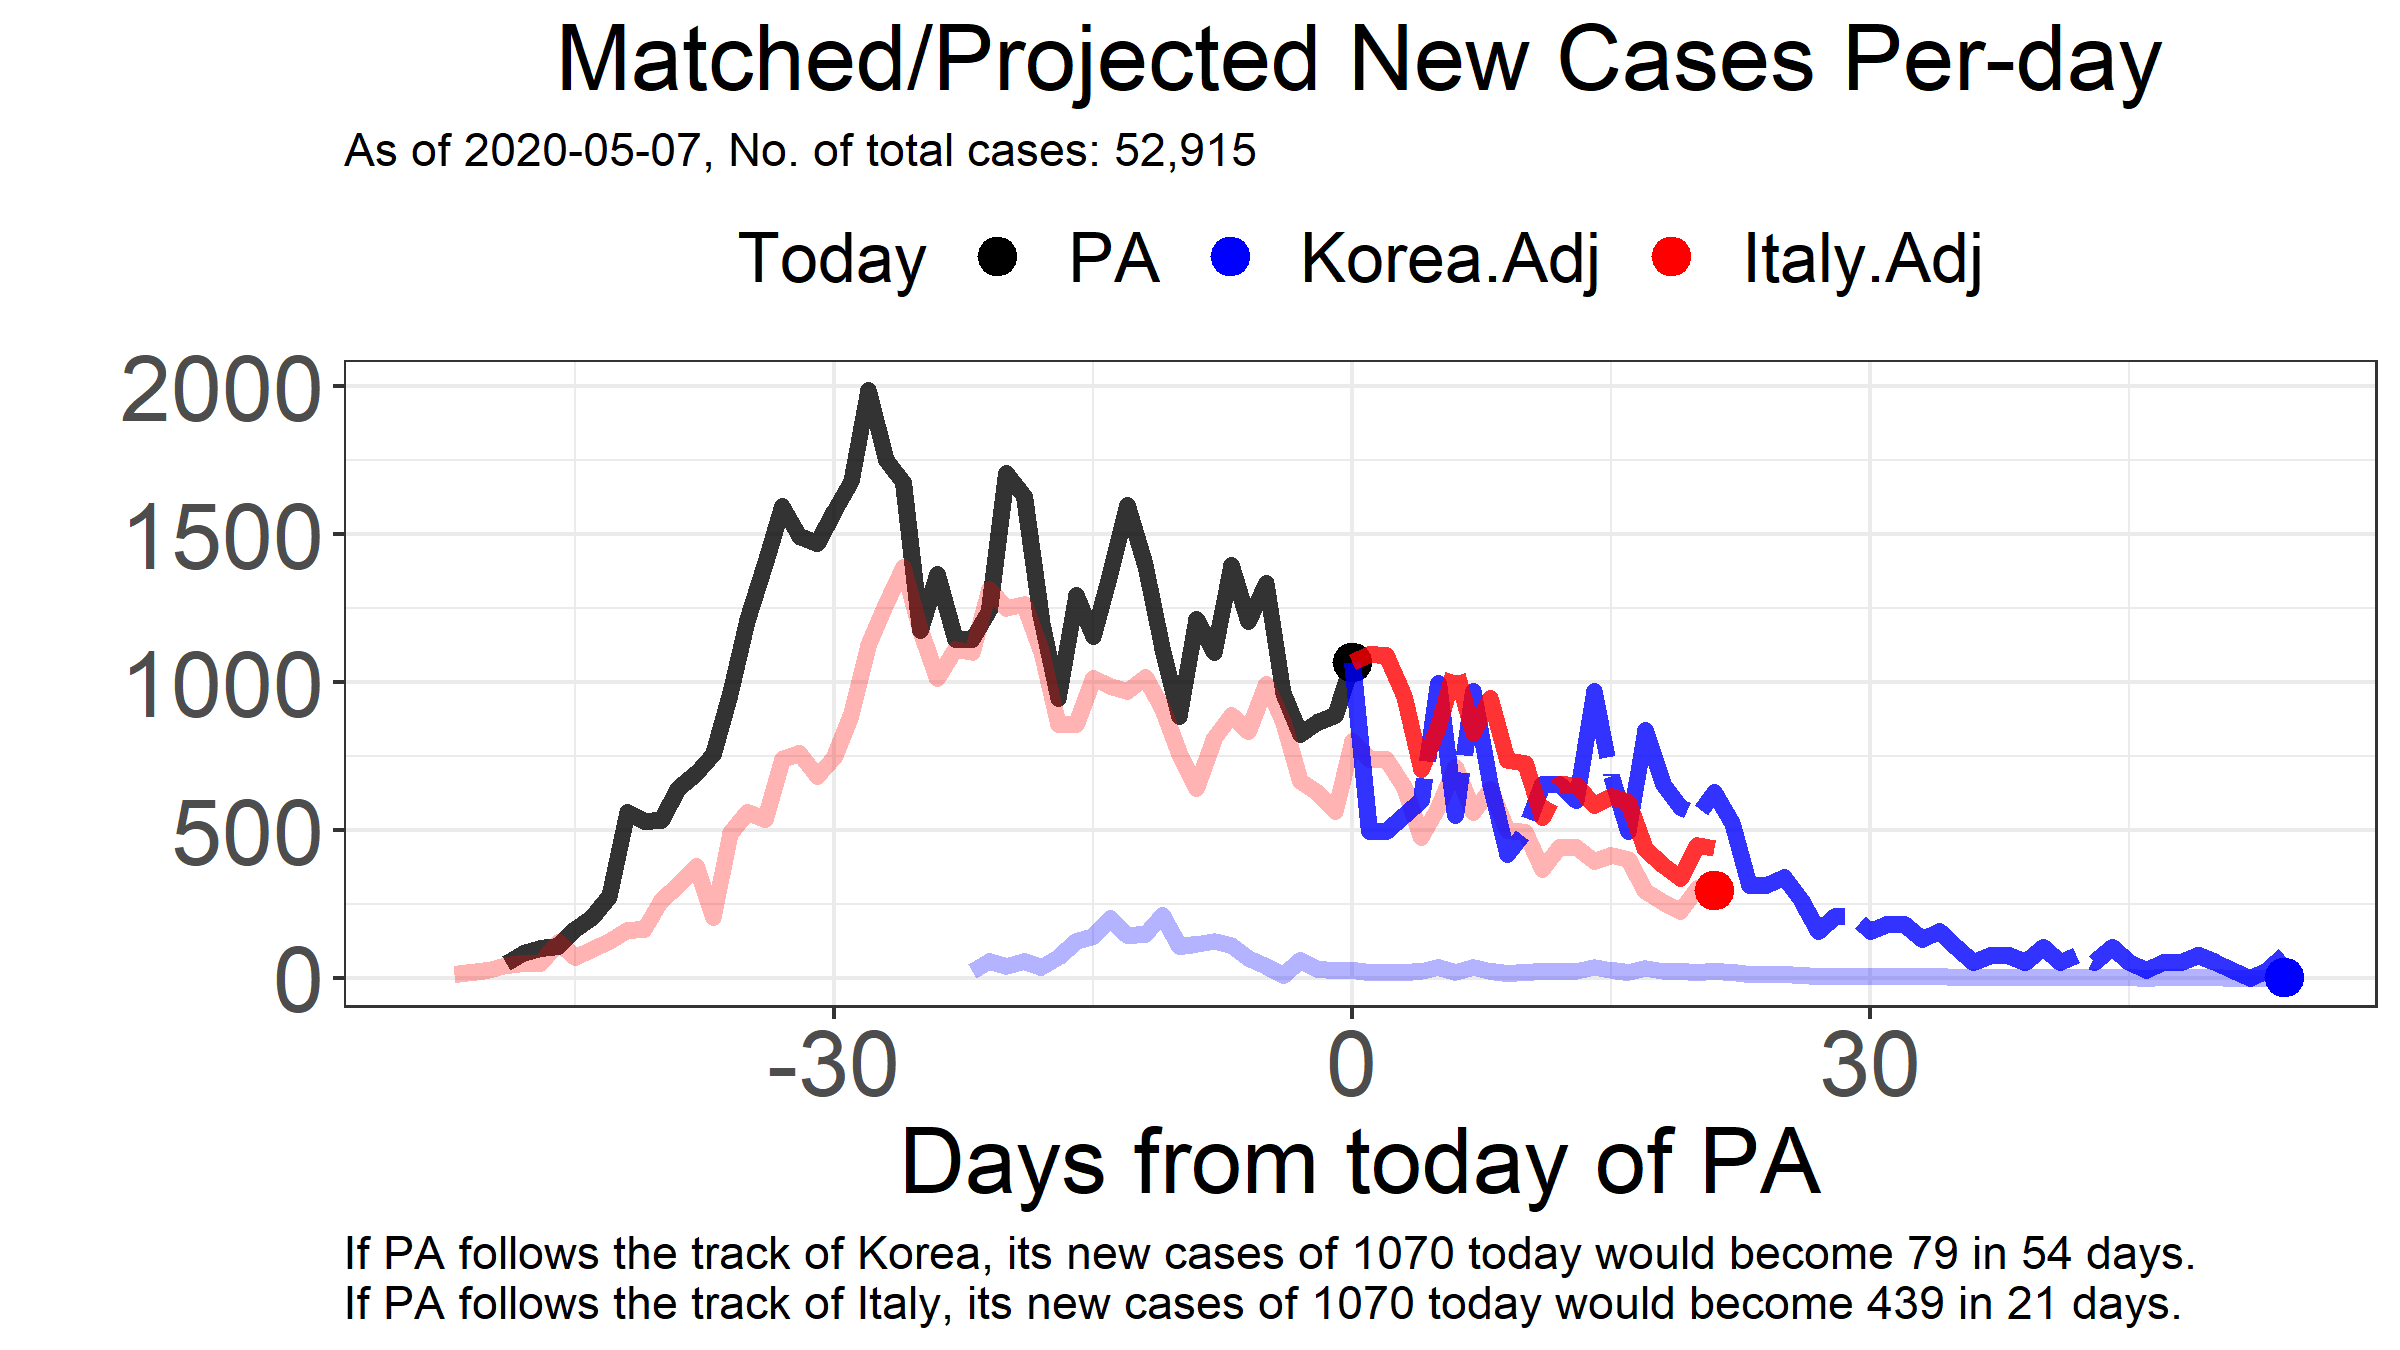 Matched/Projected New Cases Per-day
As of 2020-05-07, No. of total cases: 52,915
Today PA Korea.Adj Italy.Adj
2000
1500
1000
500
0
-30 0 30
Days from today of PA
If PA follows the track of Korea, its new cases of 1070 today would become 79 in 54 days.
If PA follows the track of Italy, its new cases of 1070 today would become 439 in 21 days.